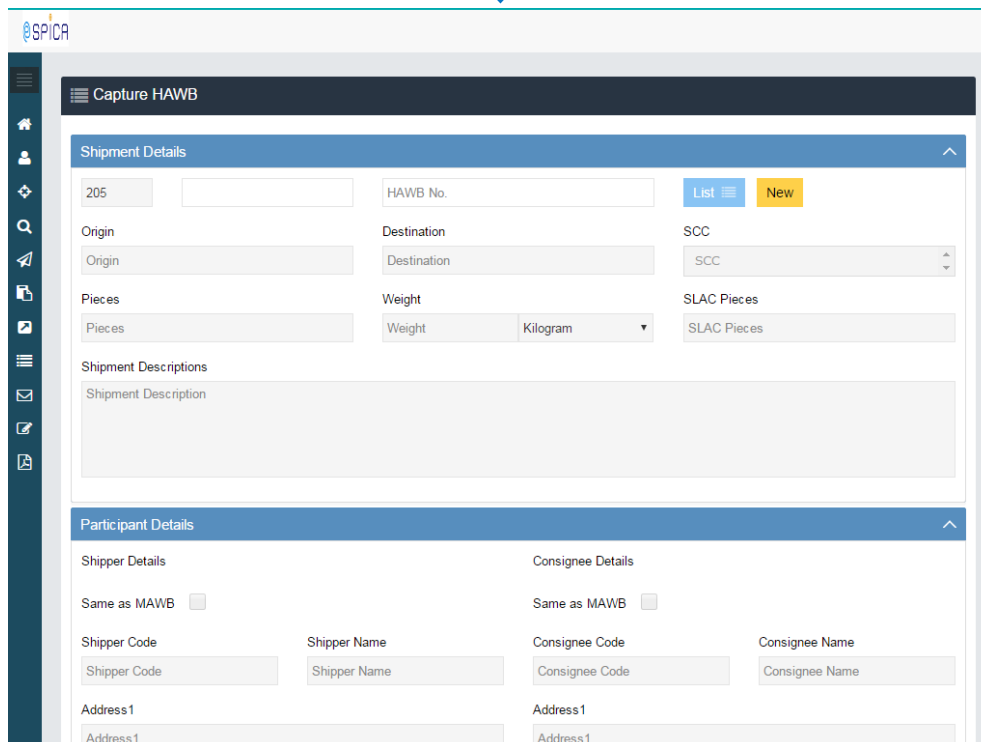 SPICA
Capture HAWB
Shipment Details
205 HAWB No. List New
Origin Destination SCC
Origin Destination SCC
Pieces Weight SLAC Pieces
Pieces Weight Kilogram SLAC Pieces
Shipment Descriptions
Shipment Description
Participant Details
Shipper Details Consignee Details
Same as MAWB Same as MAWB
Shipper Code Shipper Name Consignee Code Consignee Name
Shipper Code Shipper Name Consignee Code Consignee Name
Address1 Address1
Address1 Address1